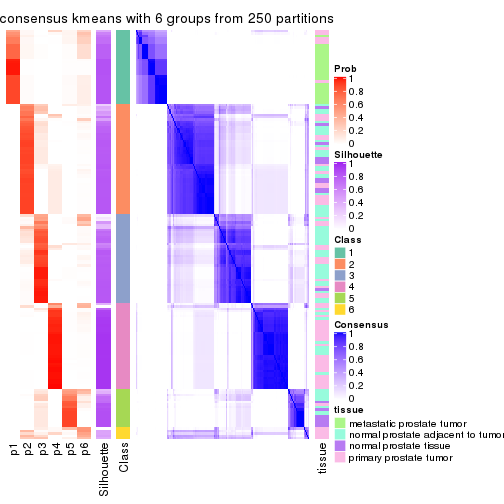 consensus kmeans with 6 groups from 250 partitions
Prob
1
0.8
0.6
0.4
0.2
0
Silhouette
1
0.8
0.6
0.4
0.2
0
Class
1
2
3
4
5
6
Consensus
1
0.8
0.6
0.4
0.2
0
tissue
metastatic prostate tumor
normal prostate adjacent to tumor
normal prostate tissue
primary prostate tumor
p1
p2
p3
p4
p5
p6
Silhouette
Class
tissue